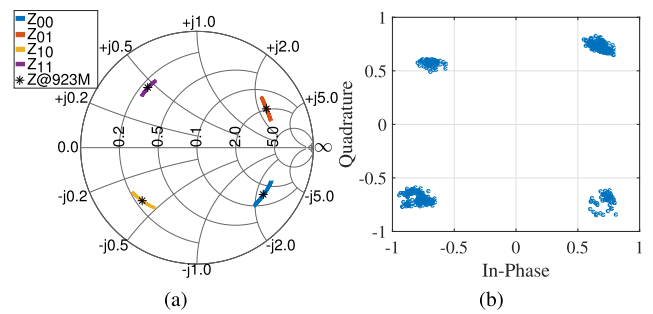 Z00
Z01
Z10
Z11
Z@923M
+j1.0
+j0.5
+j2.0
+j0.2
+j5.0
0.0
0.2
0.5
0.1
2.0
5.0
∞
-j0.2
-j5.0
-j0.5
-j2.0
-j1.0
(a)
Quadrature
1
0.5
0
-0.5
-1
-1
-0.5
0
0.5
1
In-Phase
(b)